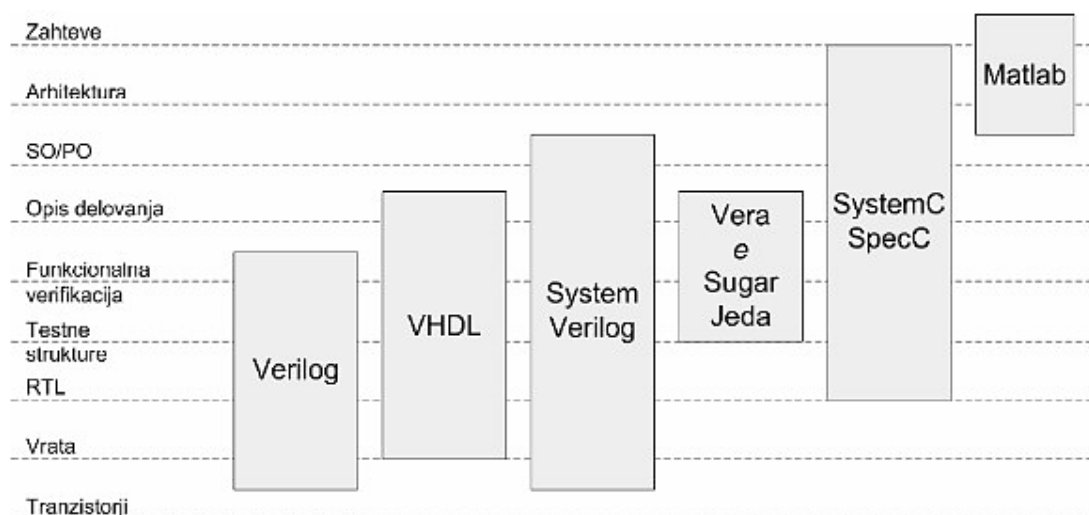 Zahteve
Arhitektura
SO/PO
Opis delovanja
Funkcionalna
verifikacija
Testne
strukture
RTL
Vrata
Tranzistorji
Verilog
VHDL
System
Verilog
Vera
e
Sugar
Jeda
SystemC
SpecC
Matlab